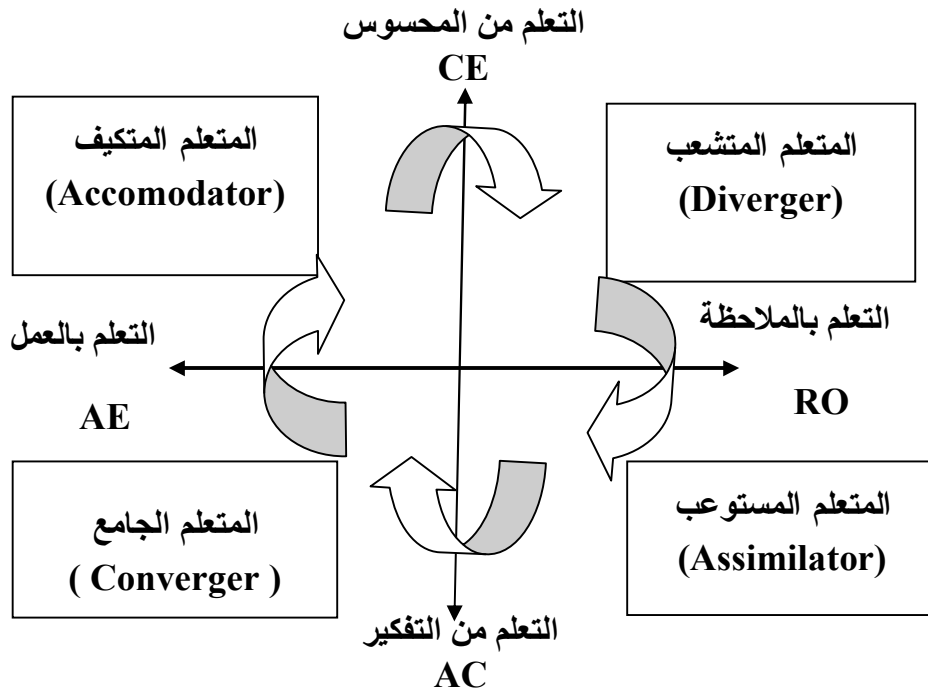 التعلم من المحسوس
CE
المتعلم المتشعب
(Diverger)
المتعلم المتكيف
(Accomodator)
التعلم بالملاحظة
RO
التعلم بالعمل
AE
المتعلم المستوعب
(Assimilator)
المتعلم الجامع
( Converger )
التعلم من التفكير
AC